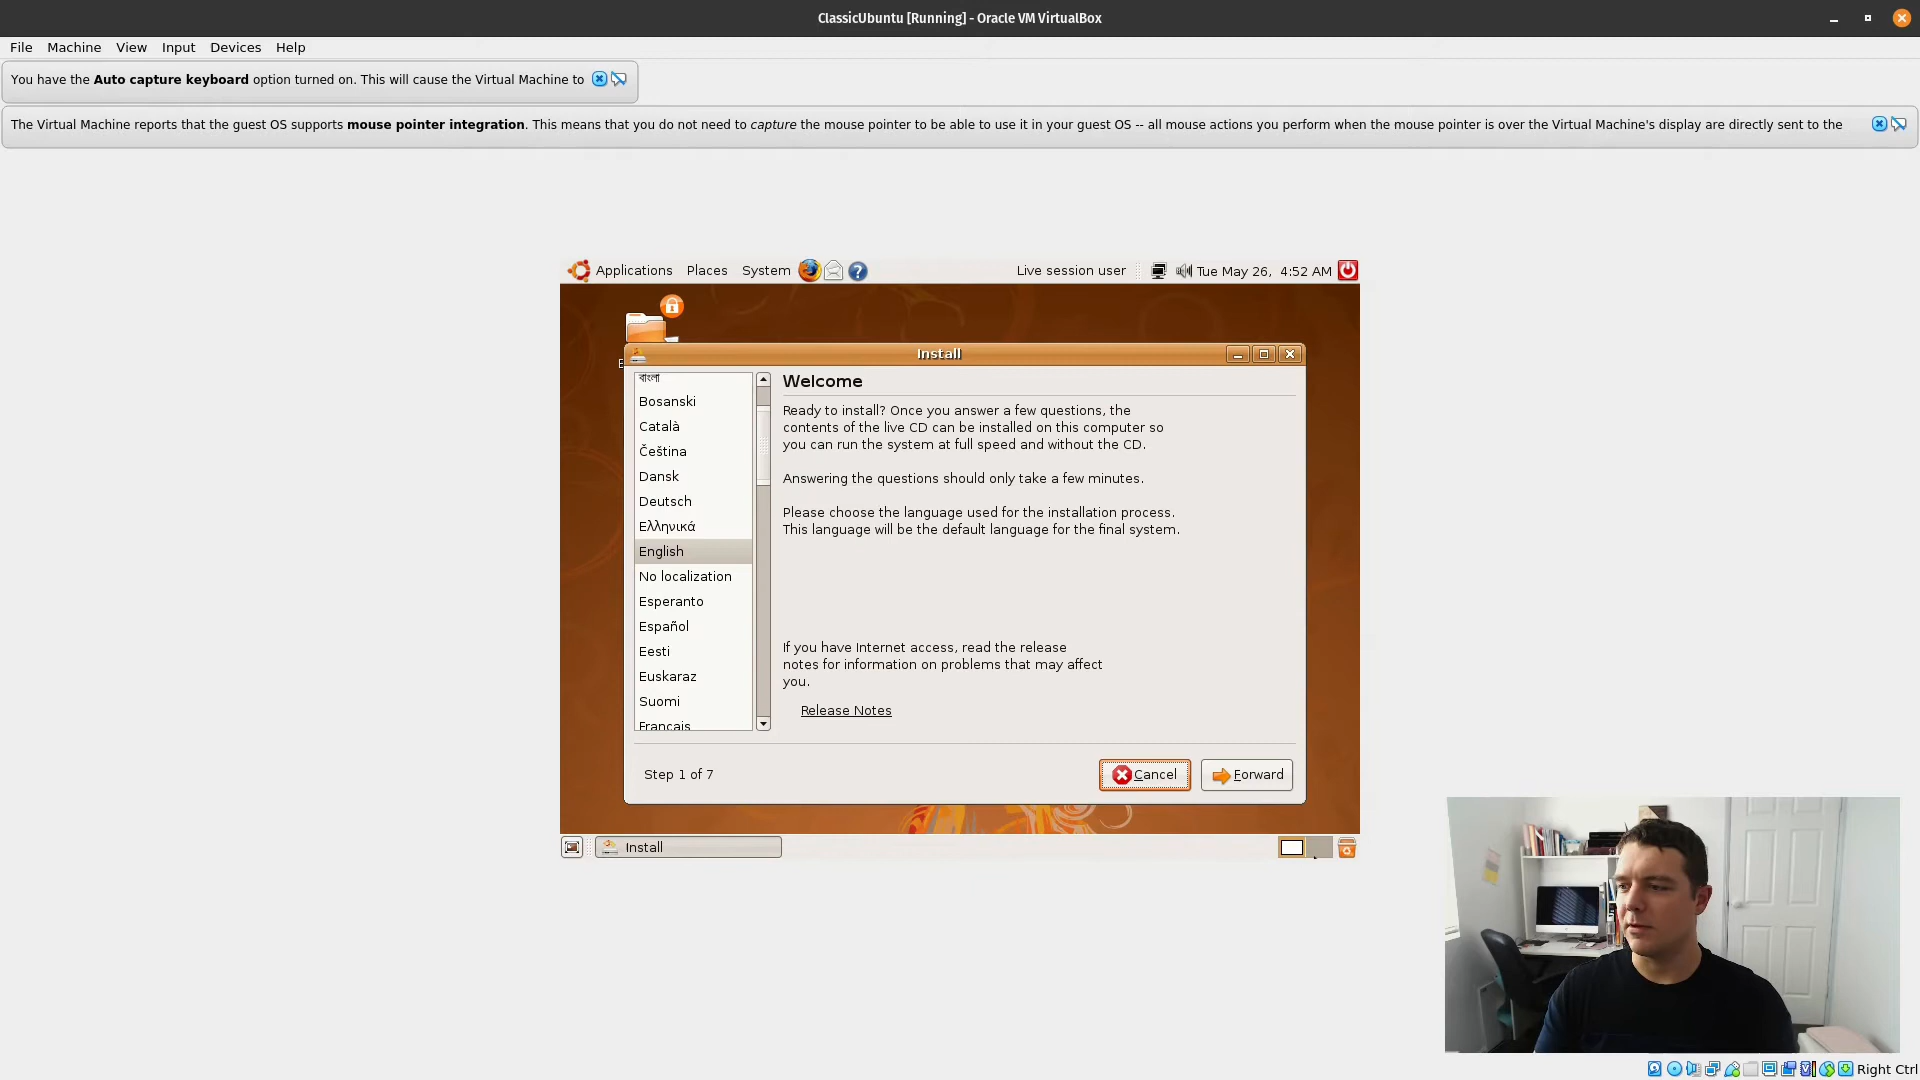 ClassicUbuntu [Running] - Oracle VM VirtualBox
File Machine View Input Devices Help
You have the Auto capture keyboard option turned on. This will cause the Virtual Machine to
The Virtual Machine reports that the guest OS supports mouse pointer integration. This means that you do not need to capture the mouse pointer to be able to use it in your guest OS -- all mouse actions you perform when the mouse pointer is over the Virtual Machine's display are directly sent to the
Applications Places System Live session user Tue May 26, 4:52 AM
Install
বাংলা
Bosanski
Català
Čeština
Dansk
Deutsch
Ελληνικά
English
No localization
Esperanto
Español
Eesti
Euskaraz
Suomi
Français
Welcome
Ready to install? Once you answer a few questions, the
contents of the live CD can be installed on this computer so
you can run the system at full speed and without the CD.
Answering the questions should only take a few minutes.
Please choose the language used for the installation process.
This language will be the default language for the final system.
If you have Internet access, read the release
notes for information on problems that may affect
you.
Release Notes
Step 1 of 7
Cancel Forward
Install
Right Ctrl